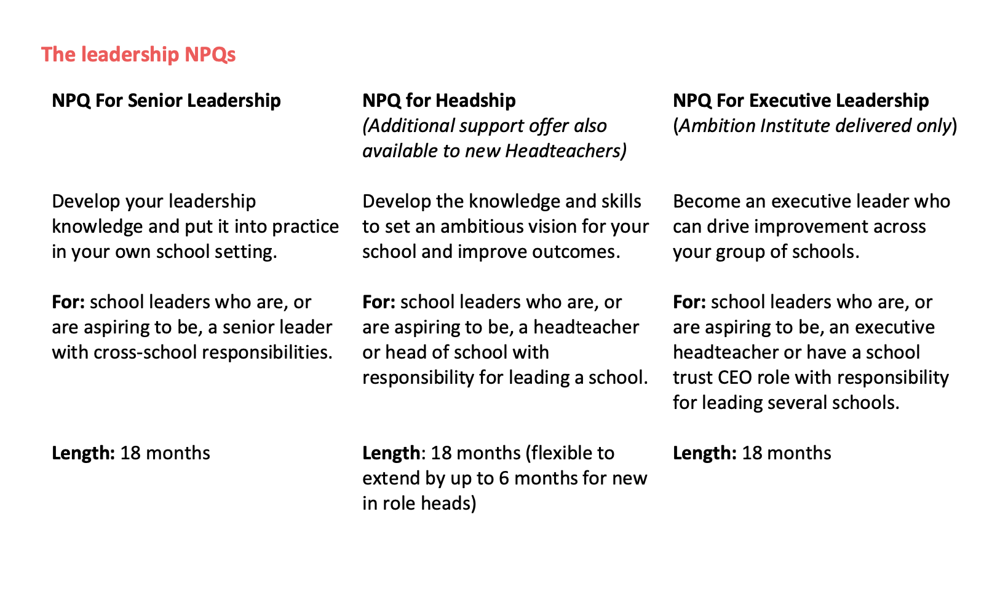 The leadership NPQs
NPQ For Senior Leadership
Develop your leadership
knowledge and put it into practice
in your own school setting.
For: school leaders who are, or
are aspiring to be, a senior leader
with cross-school responsibilities.
Length: 18 months
NPQ for Headship
(Additional support offer also
available to new Headteachers)
Develop the knowledge and skills
to set an ambitious vision for your
school and improve outcomes.
For: school leaders who are, or
are aspiring to be, a headteacher
or head of school with
responsibility for leading a school.
Length: 18 months (flexible to
extend by up to 6 months for new
in role heads)
NPQ For Executive Leadership
(Ambition Institute delivered only)
Become an executive leader who
can drive improvement across
your group of schools.
For: school leaders who are, or
are aspiring to be, an executive
headteacher or have a school
trust CEO role with responsibility
for leading several schools.
Length: 18 months